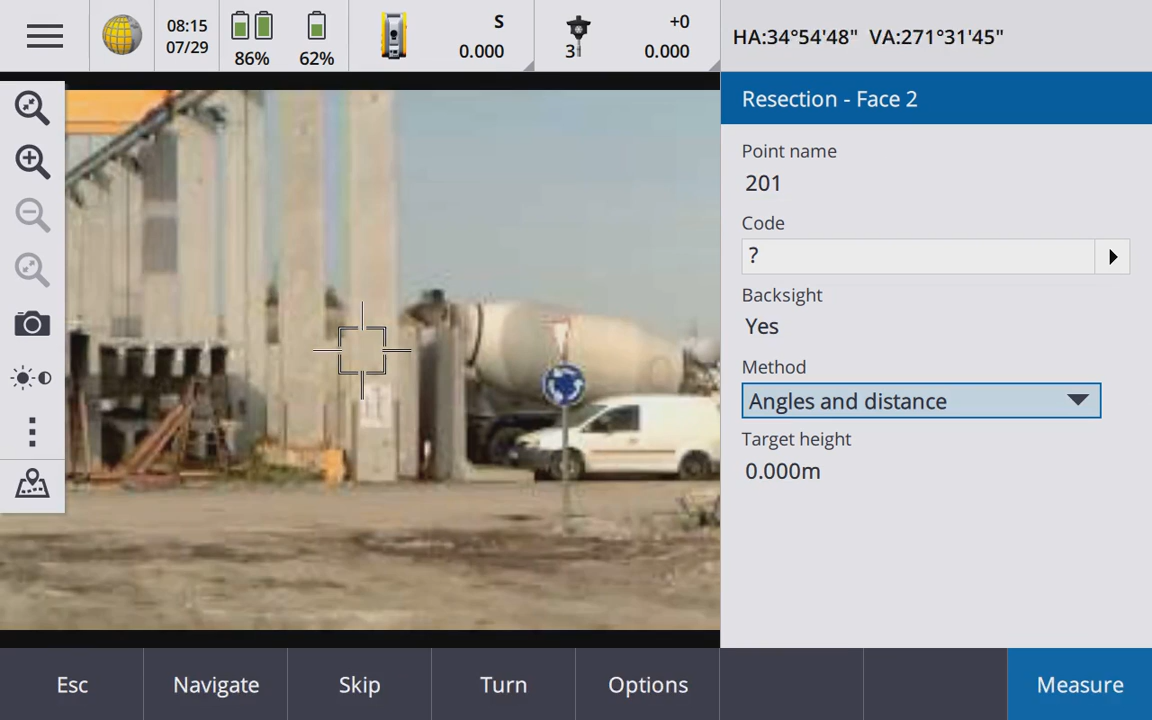 08:15
07/29
86%
62%
S
0.000
3
+0
0.000
HA:34°54'48" VA:271°31'45"
Resection - Face 2
Point name
201
Code
?
Backsight
Yes
Method
Angles and distance
Target height
0.000m
Esc
Navigate
Skip
Turn
Options
Measure